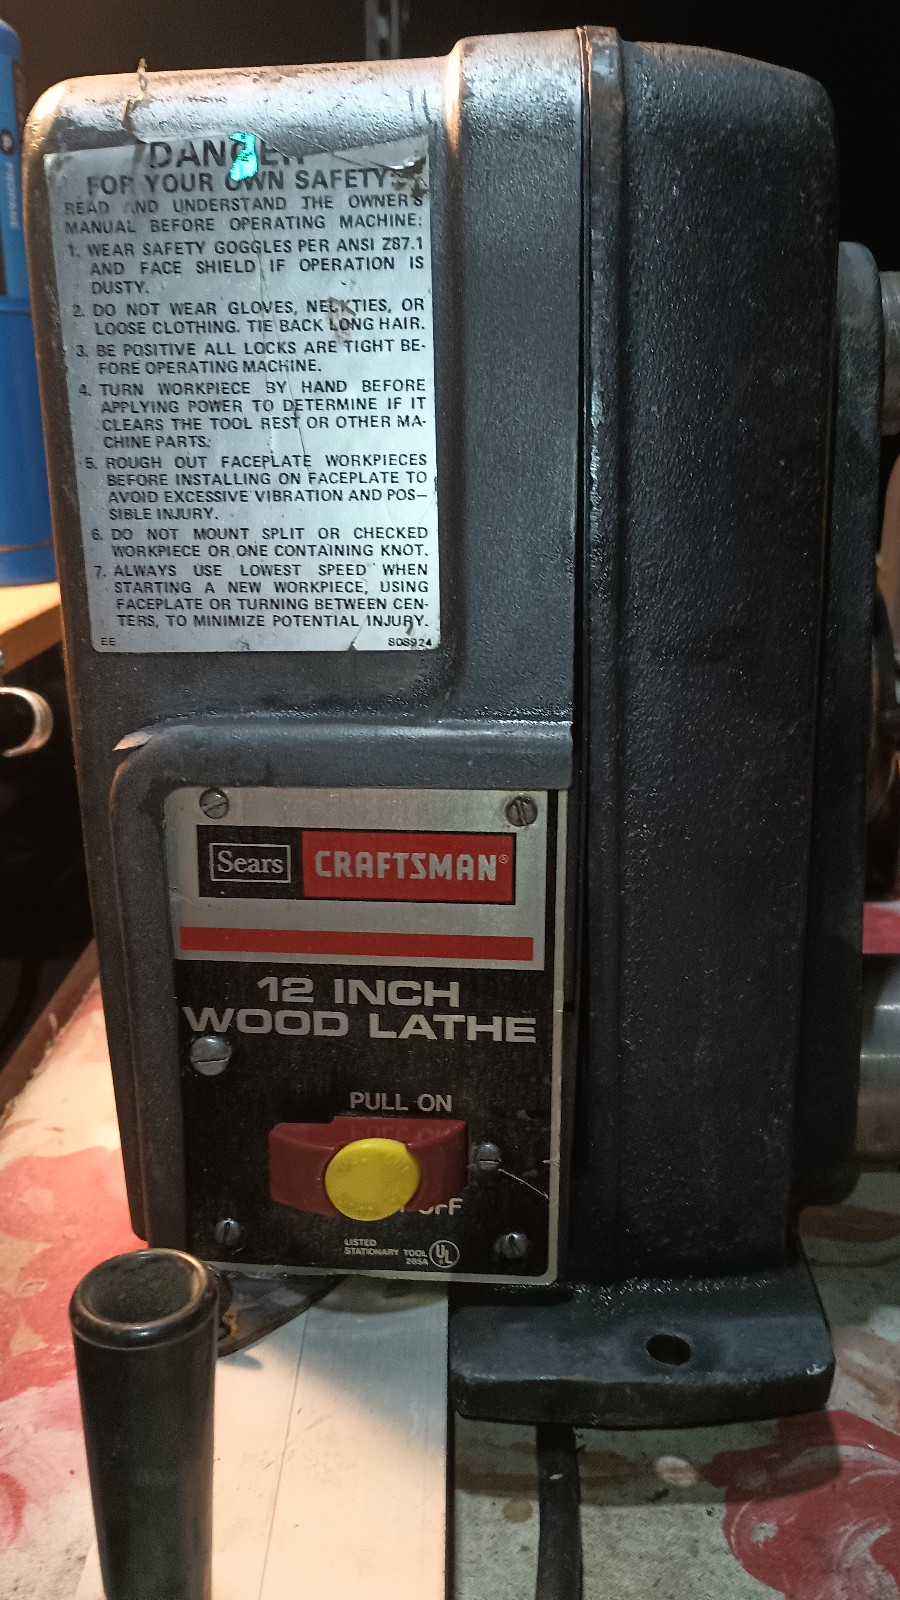 DANGER
FOR YOUR OWN SAFETY:
READ AND UNDERSTAND THE OWNER'S
MANUAL BEFORE OPERATING MACHINE:
1. WEAR SAFETY GOGGLES PER ANSI Z87.1
AND FACE SHIELD IF OPERATION IS
DUSTY.
2. DO NOT WEAR GLOVES, NECKTIES, OR
LOOSE CLOTHING. TIE BACK LONG HAIR.
3. BE POSITIVE ALL LOCKS ARE TIGHT BE-
FORE OPERATING MACHINE.
4. TURN WORKPIECE BY HAND BEFORE
APPLYING POWER TO DETERMINE IF IT
CLEARS THE TOOL REST OR OTHER MA-
CHINE PARTS.
5. ROUGH OUT FACEPLATE WORKPIECES
BEFORE INSTALLING ON FACEPLATE TO
AVOID EXCESSIVE VIBRATION AND POS-
SIBLE INJURY.
6. DO NOT MOUNT SPLIT OR CHECKED
WORKPIECE OR ONE CONTAINING KNOT.
7. ALWAYS USE LOWEST SPEED WHEN
STARTING A NEW WORKPIECE, USING
FACEPLATE OR TURNING BETWEEN CEN-
TERS, TO MINIMIZE POTENTIAL INJURY.
EE 808924
Sears CRAFTSMAN®
12 INCH
WOOD LATHE
PULL ON
OFF
LISTED
STATIONARY TOOL
265A
UL
PROPANE